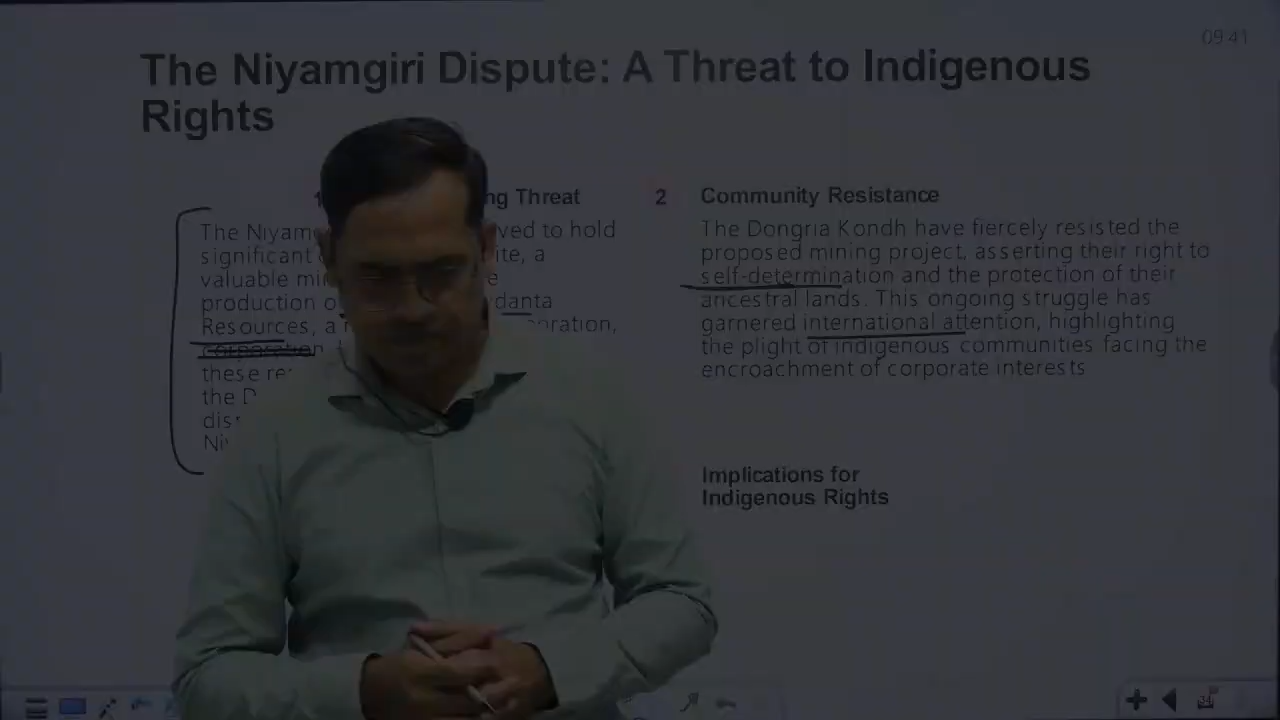 09:41
The Niyamgiri Dispute: A Threat to Indigenous
Rights
ng Threat
The Niyam ved to hold
significant ite, a
valuable mi e
production o danta
Resources, a oration,
corporation
these re
the D
dis
Ni
2 Community Resistance
The Dongria Kondh have fiercely resisted the
proposed mining project, asserting their right to
self-determination and the protection of their
ancestral lands. This ongoing struggle has
garnered international attention, highlighting
the plight of indigenous communities facing the
encroachment of corporate interests
Implications for
Indigenous Rights